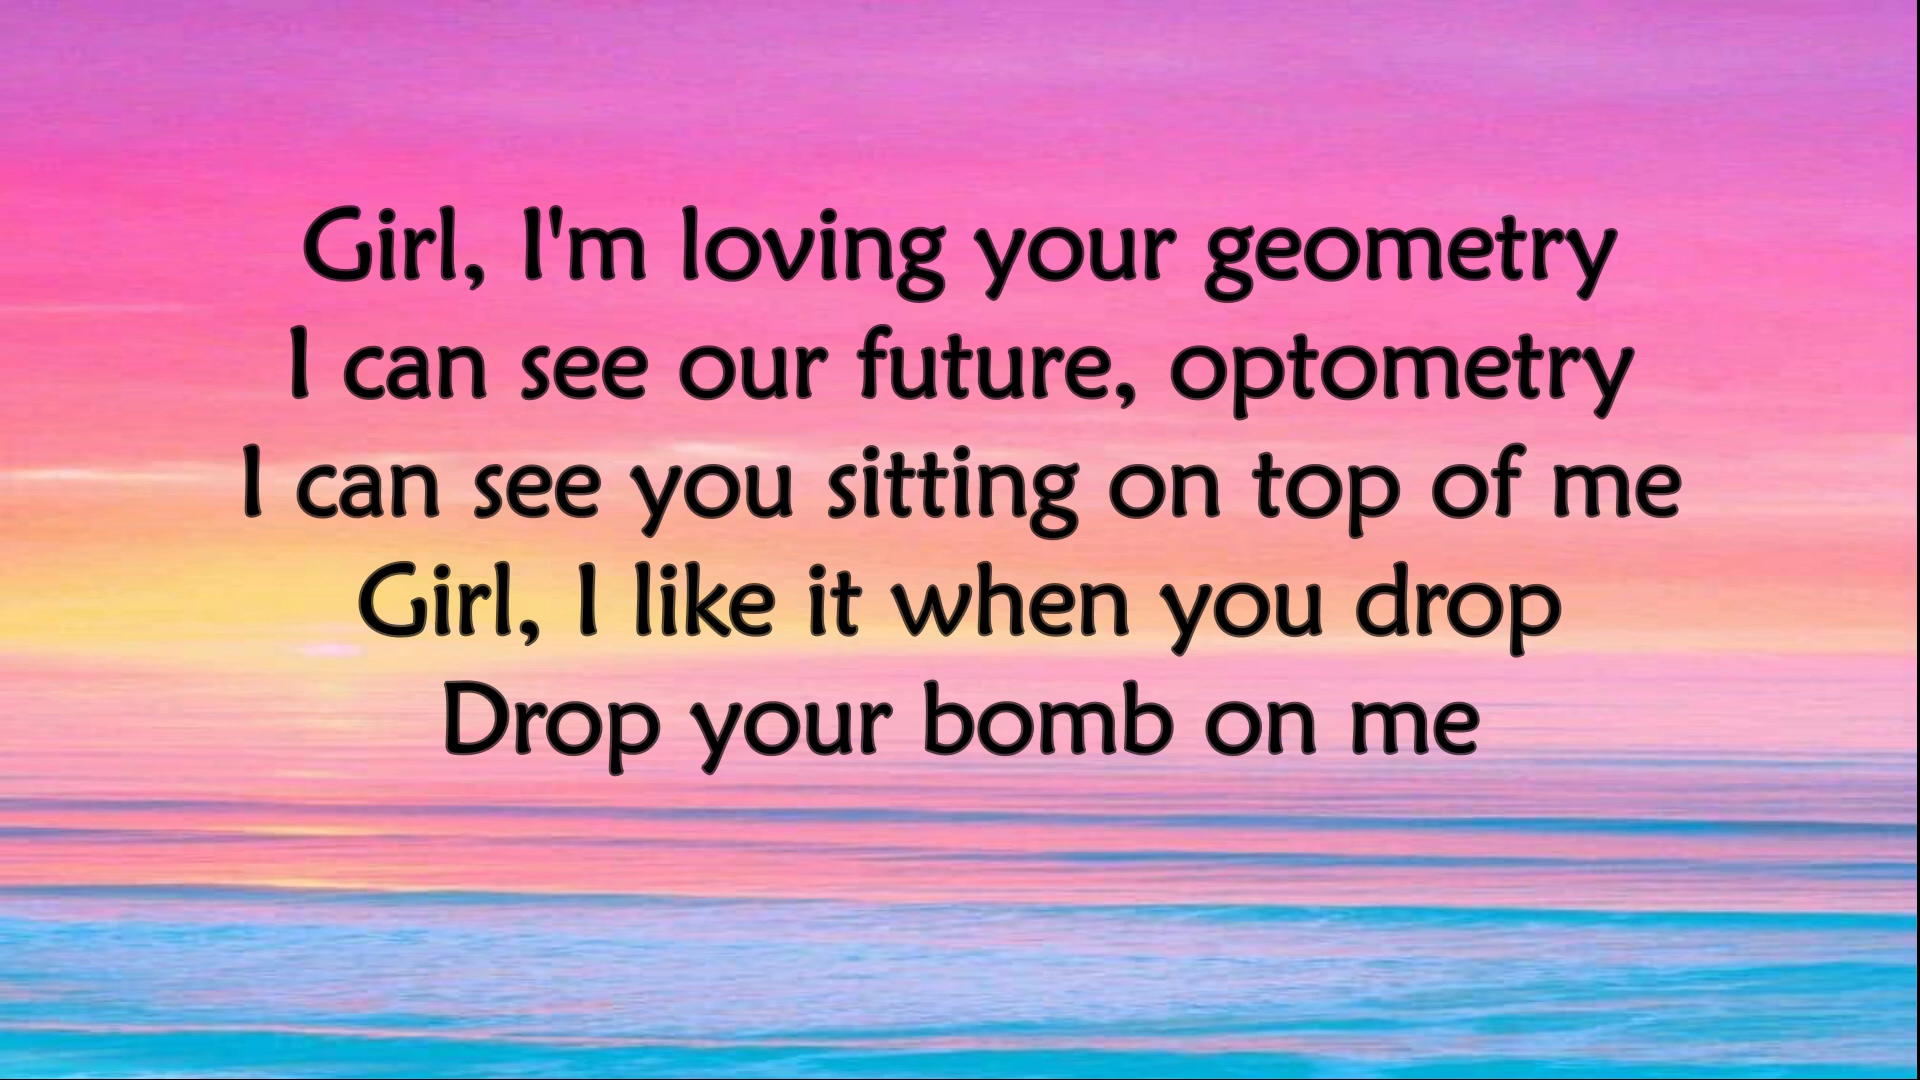 Girl, I'm loving your geometry
I can see our future, optometry
I can see you sitting on top of me
Girl, I like it when you drop
Drop your bomb on me